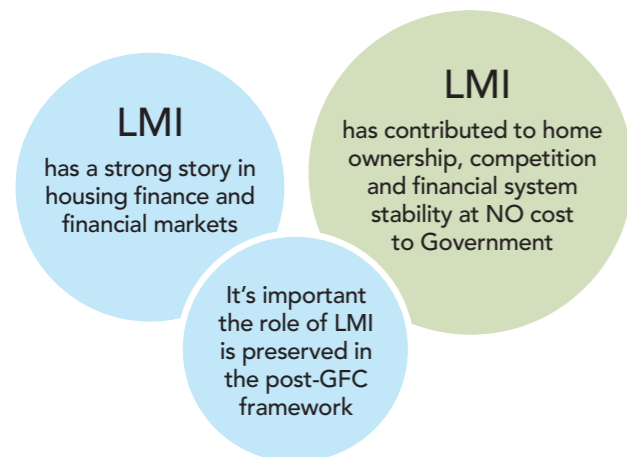 LMI
has a strong story in
housing finance and
financial markets
LMI
has contributed to home
ownership, competition
and financial system
stability at NO cost
to Government
It’s important
the role of LMI
is preserved in
the post-GFC
framework